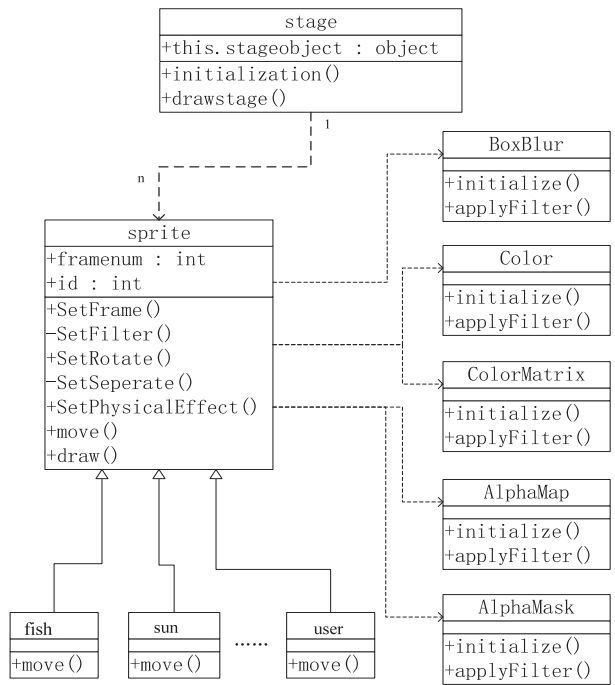 stage
+this.stageobject : object
+initialization()
+drawstage()
1
n
sprite
+framenum : int
+id : int
+SetFrame()
-SetFilter()
+SetRotate()
-SetSeperate()
+SetPhysicalEffect()
+move()
+draw()
BoxBlur
+initialize()
+applyFilter()
Color
+initialize()
+applyFilter()
ColorMatrix
+initialize()
+applyFilter()
AlphaMap
+initialize()
+applyFilter()
AlphaMask
+initialize()
+applyFilter()
fish
+move()
sun
+move()
......
user
+move()